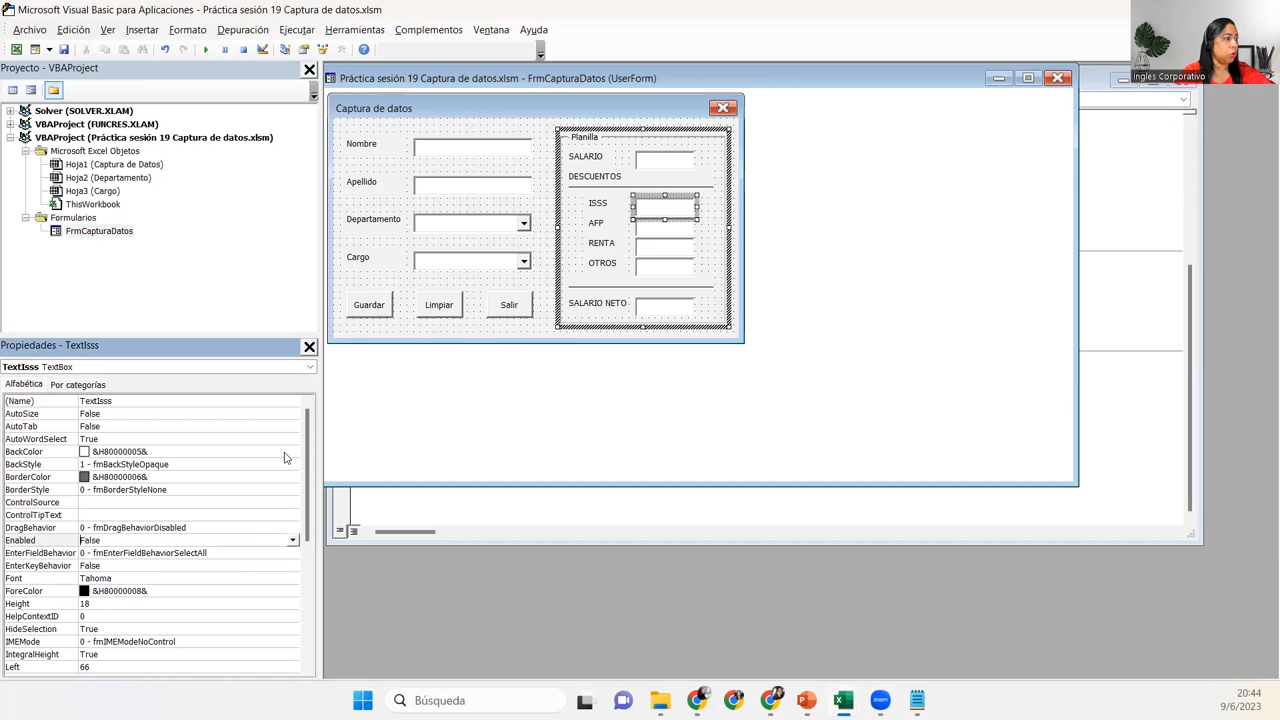 Microsoft Visual Basic para Aplicaciones - Práctica sesión 19 Captura de datos.xlsm
Archivo Edición Ver Insertar Formato Depuración Ejecutar Herramientas Complementos Ventana Ayuda
Ingles Corporativo
Proyecto - VBAProject
Solver (SOLVER.XLAM)
VBAProject (FUNCRES.XLAM)
VBAProject (Práctica sesión 19 Captura de datos.xlsm)
Microsoft Excel Objetos
Hoja1 (Captura de Datos)
Hoja2 (Departamento)
Hoja3 (Cargo)
ThisWorkbook
Formularios
FrmCapturaDatos
Práctica sesión 19 Captura de datos.xlsm - FrmCapturaDatos (UserForm)
Captura de datos
Nombre
Apellido
Departamento
Cargo
Guardar Limpiar Salir
Planilla
SALARIO
DESCUENTOS
ISSS
AFP
RENTA
OTROS
SALARIO NETO
Propiedades - TextIsss
TextIsss TextBox
Alfabética Por categorías
(Name) TextIsss
AutoSize False
AutoTab False
AutoWordSelect True
BackColor &H80000005&
BackStyle 1 - fmBackStyleOpaque
BorderColor &H80000006&
BorderStyle 0 - fmBorderStyleNone
ControlSource
ControlTipText
DragBehavior 0 - fmDragBehaviorDisabled
Enabled False
EnterFieldBehavior 0 - fmEnterFieldBehaviorSelectAll
EnterKeyBehavior False
Font Tahoma
ForeColor &H80000008&
Height 18
HelpContextID 0
HideSelection True
IMEMode 0 - fmIMEModeNoControl
IntegralHeight True
Left 66
Búsqueda
zoom
20:44
9/6/2023